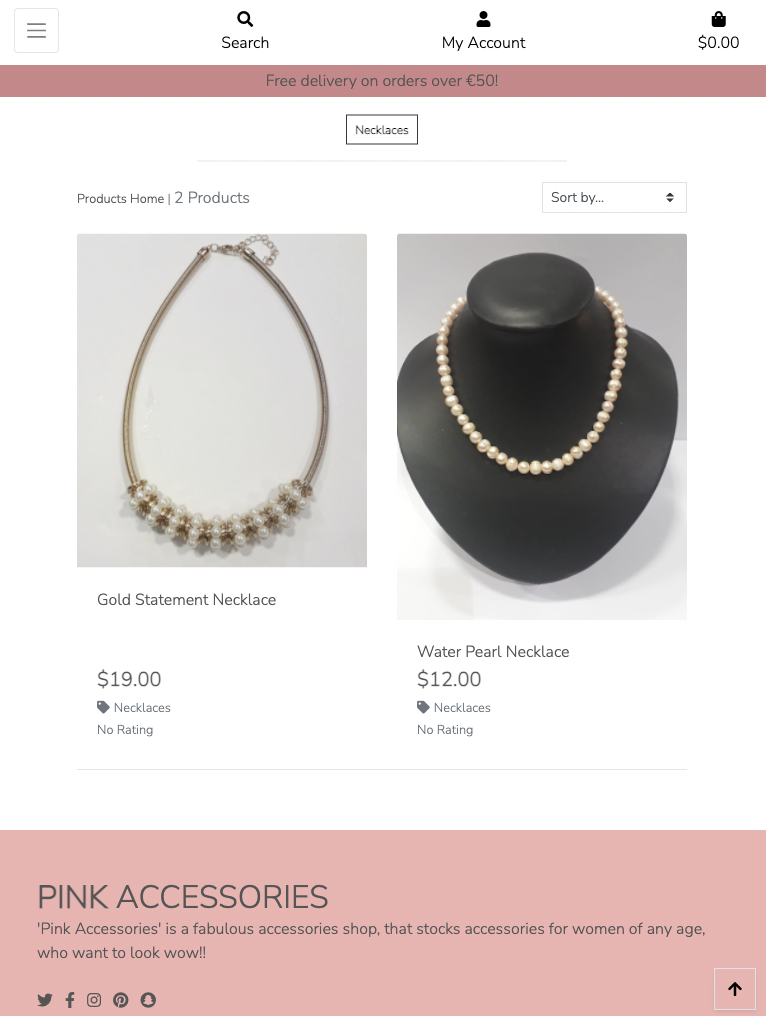 Search
My Account
$0.00
Free delivery on orders over €50!
Necklaces
Products Home | 2 Products
Sort by...
Gold Statement Necklace
$19.00
Necklaces
No Rating
Water Pearl Necklace
$12.00
Necklaces
No Rating
PINK ACCESSORIES
'Pink Accessories' is a fabulous accessories shop, that stocks accessories for women of any age,
who want to look wow!!